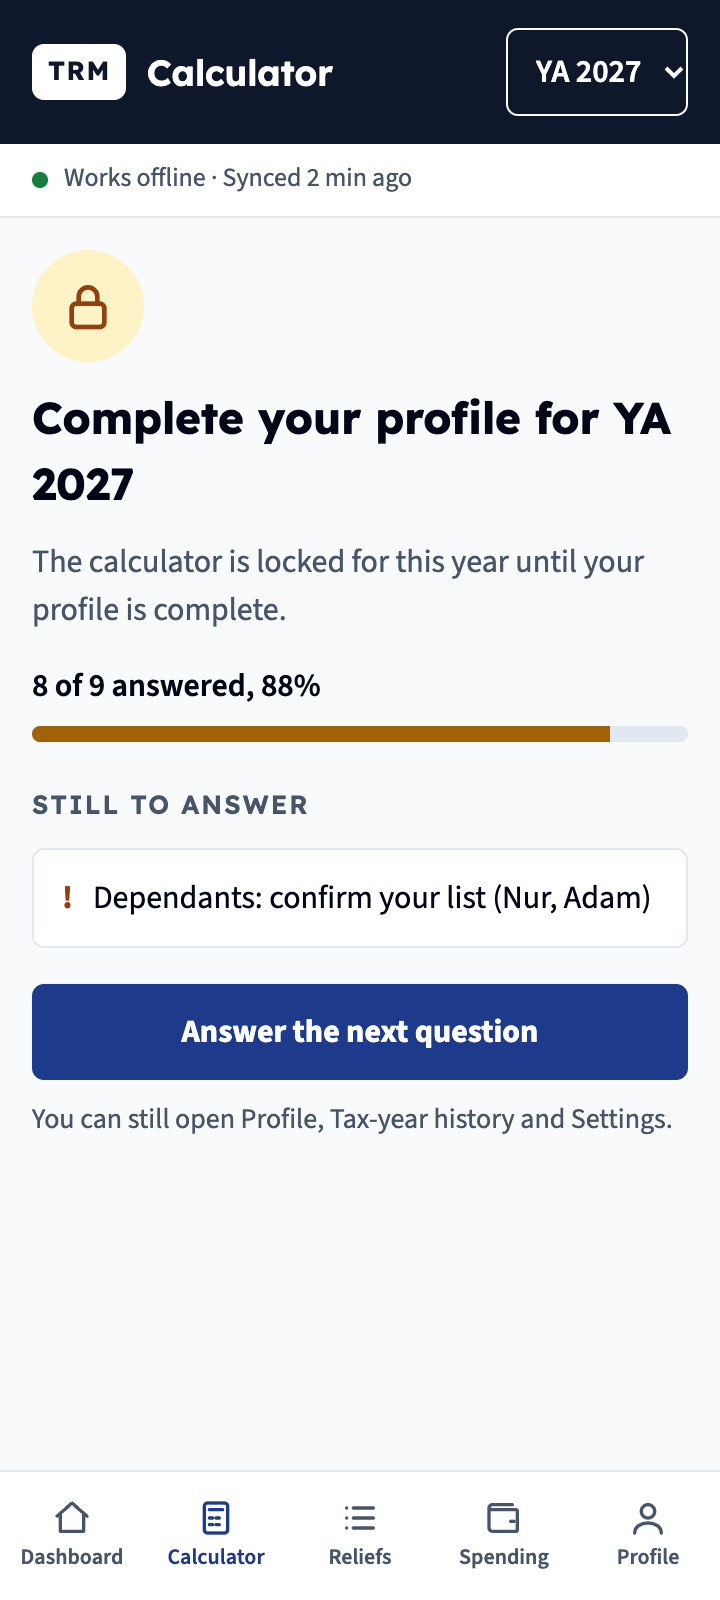 TRM Calculator YA 2027
Works offline · Synced 2 min ago
Complete your profile for YA
2027
The calculator is locked for this year until your
profile is complete.
8 of 9 answered, 88%
STILL TO ANSWER
! Dependants: confirm your list (Nur, Adam)
Answer the next question
You can still open Profile, Tax-year history and Settings.
Dashboard Calculator Reliefs Spending Profile